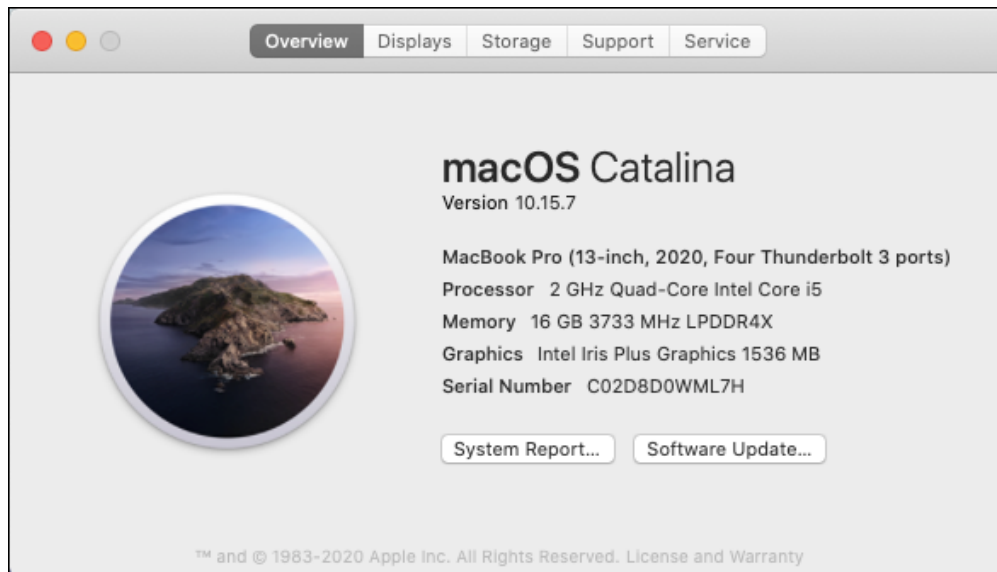 Overview Displays Storage Support Service
macOS Catalina
Version 10.15.7
MacBook Pro (13-inch, 2020, Four Thunderbolt 3 ports)
Processor 2 GHz Quad-Core Intel Core i5
Memory 16 GB 3733 MHz LPDDR4X
Graphics Intel Iris Plus Graphics 1536 MB
Serial Number C02D8D0WML7H
System Report... Software Update...
™ and © 1983-2020 Apple Inc. All Rights Reserved. License and Warranty